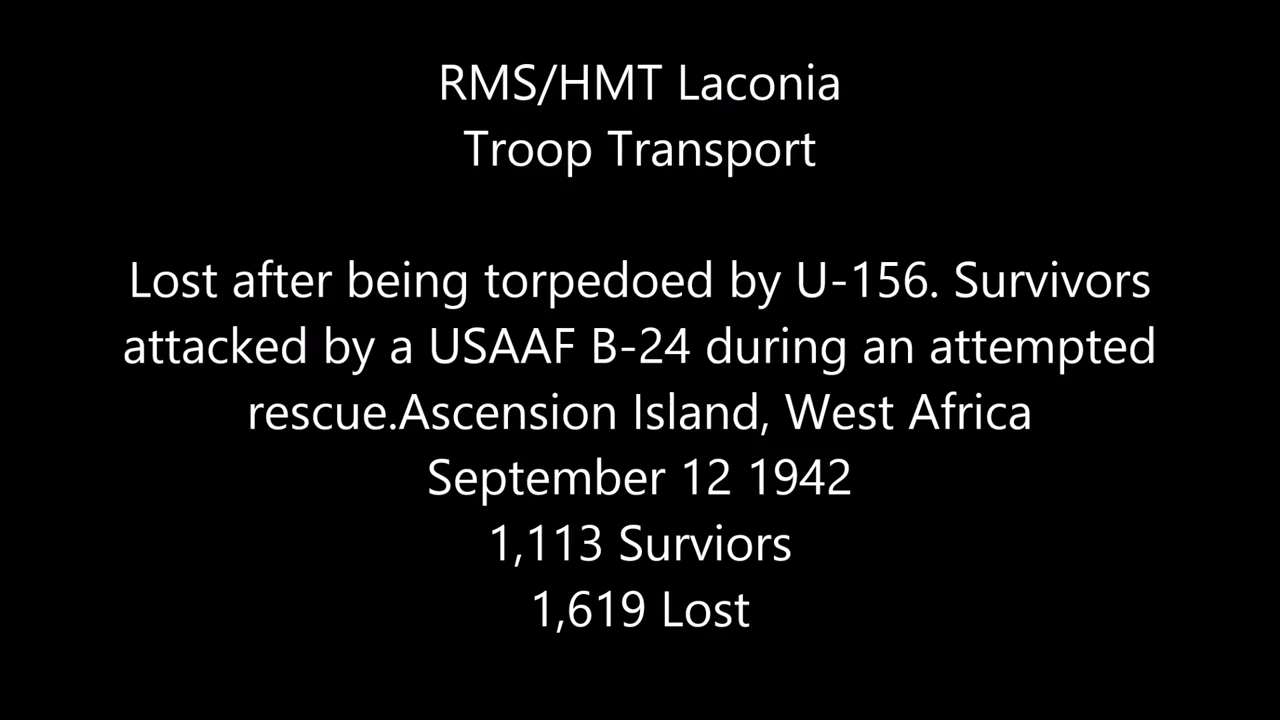 RMS/HMT Laconia
Troop Transport
Lost after being torpedoed by U-156. Survivors
attacked by a USAAF B-24 during an attempted
rescue.Ascension Island, West Africa
September 12 1942
1,113 Surviors
1,619 Lost